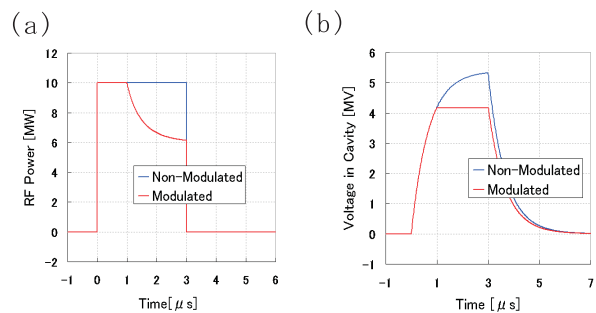 (a)
12
10
8
6
4
2
0
-2
RF Power [MW]
Non-Modulated
Modulated
-1 0 1 2 3 4 5 6
Time[μs]
(b)
6
5
4
3
2
1
0
-1
Voltage in Cavity [MV]
Non-Modulated
Modulated
-1 1 3 5 7
Time [μs]